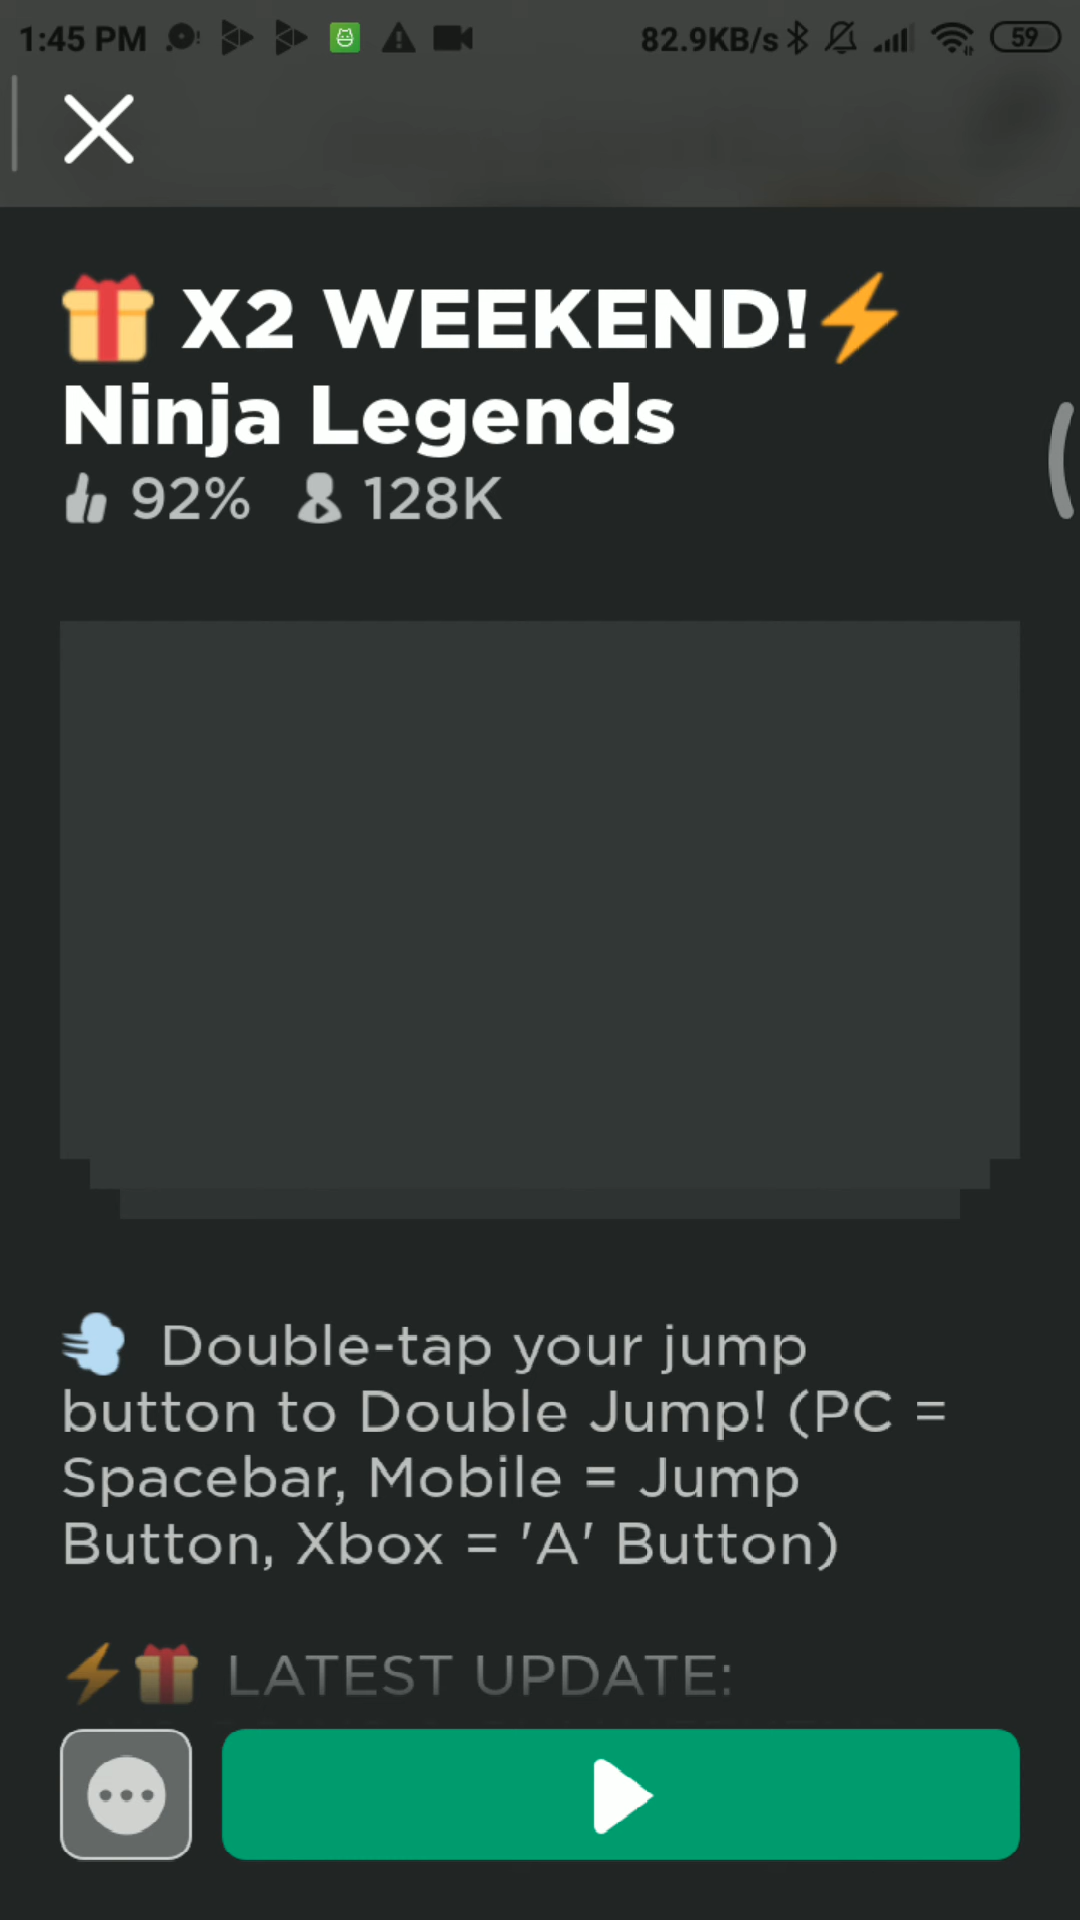 1:45 PM
82.9KB/s
59
🎁 X2 WEEKEND!⚡
Ninja Legends
92% 128K
💨 Double-tap your jump
button to Double Jump! (PC =
Spacebar, Mobile = Jump
Button, Xbox = 'A' Button)
⚡🎁 LATEST UPDATE: